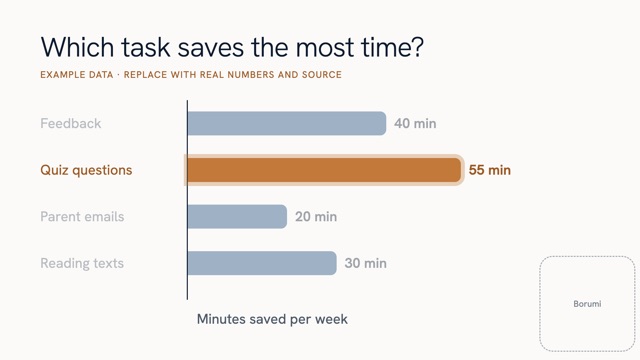 Which task saves the most time?
EXAMPLE DATA · REPLACE WITH REAL NUMBERS AND SOURCE
Feedback 40 min
Quiz questions 55 min
Parent emails 20 min
Reading texts 30 min
Minutes saved per week
Borumi